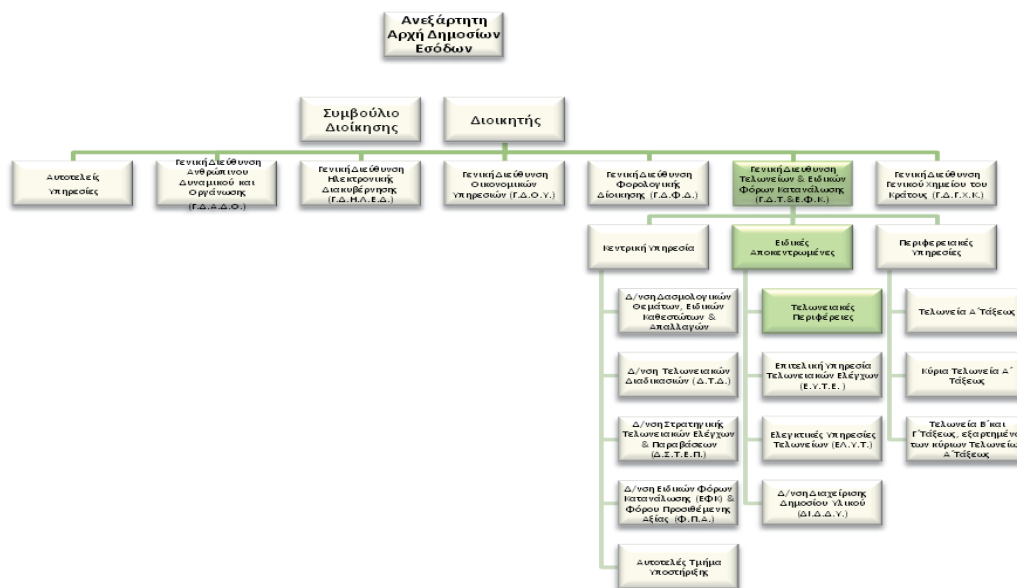 Ανεξάρτητη
Αρχή Δημοσίων
Εσόδων
Συμβούλιο
Διοίκησης
Διοικητής
Αυτοτελείς
Υπηρεσίες
Γενική Διεύθυνση
Ανθρώπινου
Δυναμικού και
Οργάνωσης
(Γ.Δ.Α.Δ.Ο.)
Γενική Διεύθυνση
Ηλεκτρονικής
Διακυβέρνησης
(Γ.Δ.Η.Λ.Ε.Δ.)
Γενική Διεύθυνση
Οικονομικών
Υπηρεσιών (Γ.Δ.Ο.Υ.)
Γενική Διεύθυνση
Φορολογικής
Διοίκησης (Γ.Δ.Φ.Δ.)
Γενική Διευθυνση
Τελωνείων & Ειδικών
Φόρων Κατανάλωσης
(Γ.Δ.Τ.&Ε.Φ.Κ.)
Γενική Διεύθυνση
Γενικού Χημείου του
Κράτους (Γ.Δ.Γ.Χ.Κ.)
Κεντρική Υπηρεσία
Ειδικές
Αποκεντρωμένες
Περιφερειακές
Υπηρεσίες
Δ/νση Δασμολογικών
Θεμάτων, Ειδικών
Καθεστώτων &
Απαλλαγών
Τελωνειακές
Περιφέρειες
Τελωνεία Α΄Τάξεως
Δ/νση Τελωνειακών
Διαδικασιών (Δ.Τ.Δ.)
Επιτελική Υπηρεσία
Τελωνειακών Ελέγχων
(Ε.Υ.Τ.Ε.)
Κύρια Τελωνεία Α΄
Τάξεως
Δ/νση Στρατηγικής
Τελωνειακών Ελέγχων
& Παραβάσεων
(Δ.Σ.Τ.Ε.Π.)
Ελεγκτικές Υπηρεσίες
Τελωνείων (ΕΛ.Υ.Τ.)
Τελωνεία Β΄και
Γ΄Τάξεως, εξαρτημένα
των κύριων Τελωνείων
Α΄Τάξεως
Δ/νση Ειδικών Φόρων
Κατανάλωσης (ΕΦΚ) &
Φόρου Προσιθέμενης
Αξίας (Φ.Π.Α.)
Δ/νση Διαχείρισης
Δημοσίου Υλικού
(ΔΙ.Δ.Δ.Υ.)
Αυτοτελές Τμήμα
Υποστήριξης